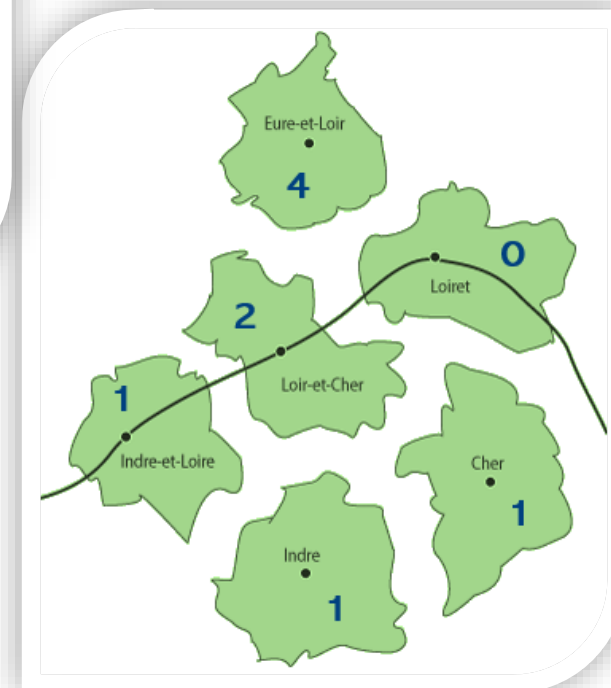 Eure-et-Loir
4
0
Loiret
2
Loir-et-Cher
1
Indre-et-Loire
Cher
1
Indre
1